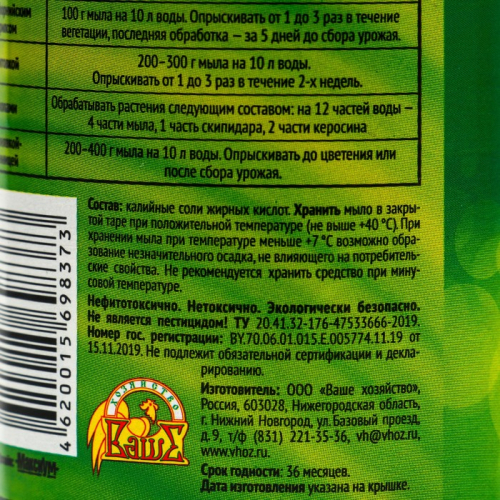 100 г мыла на 10 л воды. Опрыскивать от 1 до 3 раз в течение
вегетации, последняя обработка – за 5 дней до сбора урожая.
200–300 г мыла на 10 л воды.
Опрыскивать от 1 до 3 раз в течение 2-х недель.
Обрабатывать растения следующим составом: на 12 частей воды –
4 части мыла, 1 часть скипидара, 2 части керосина
200–400 г мыла на 10 л воды. Опрыскивать до цветения или
после сбора урожая.
Состав: калийные соли жирных кислот. Хранить мыло в закры-
той таре при положительной температуре (не выше +40 °С). При
хранении мыла при температуре меньше +7 °С возможно обра-
зование незначительного осадка, не влияющего на потребитель-
ские свойства. Не рекомендуется хранить средство при мину-
совой температуре.
Нефитотоксично. Нетоксично. Экологически безопасно.
Не является пестицидом! ТУ 20.41.32-176-47533666-2019.
Номер гос. регистрации: BY.70.06.01.015.E.005774.11.19 от
15.11.2019. Не подлежит обязательной сертификации и декла-
рированию.
Изготовитель: ООО «Ваше хозяйство»,
Россия, 603028, Нижегородская область,
г. Нижний Новгород, ул. Базовый проезд,
д.9, т/ф (831) 221-35-36, vh@vhoz.ru,
www.vhoz.ru
Срок годности: 36 месяцев.
Дата изготовления указана на крышке.
ХОЗЯЙСТВО
ВАШЕ
4 620015 698373